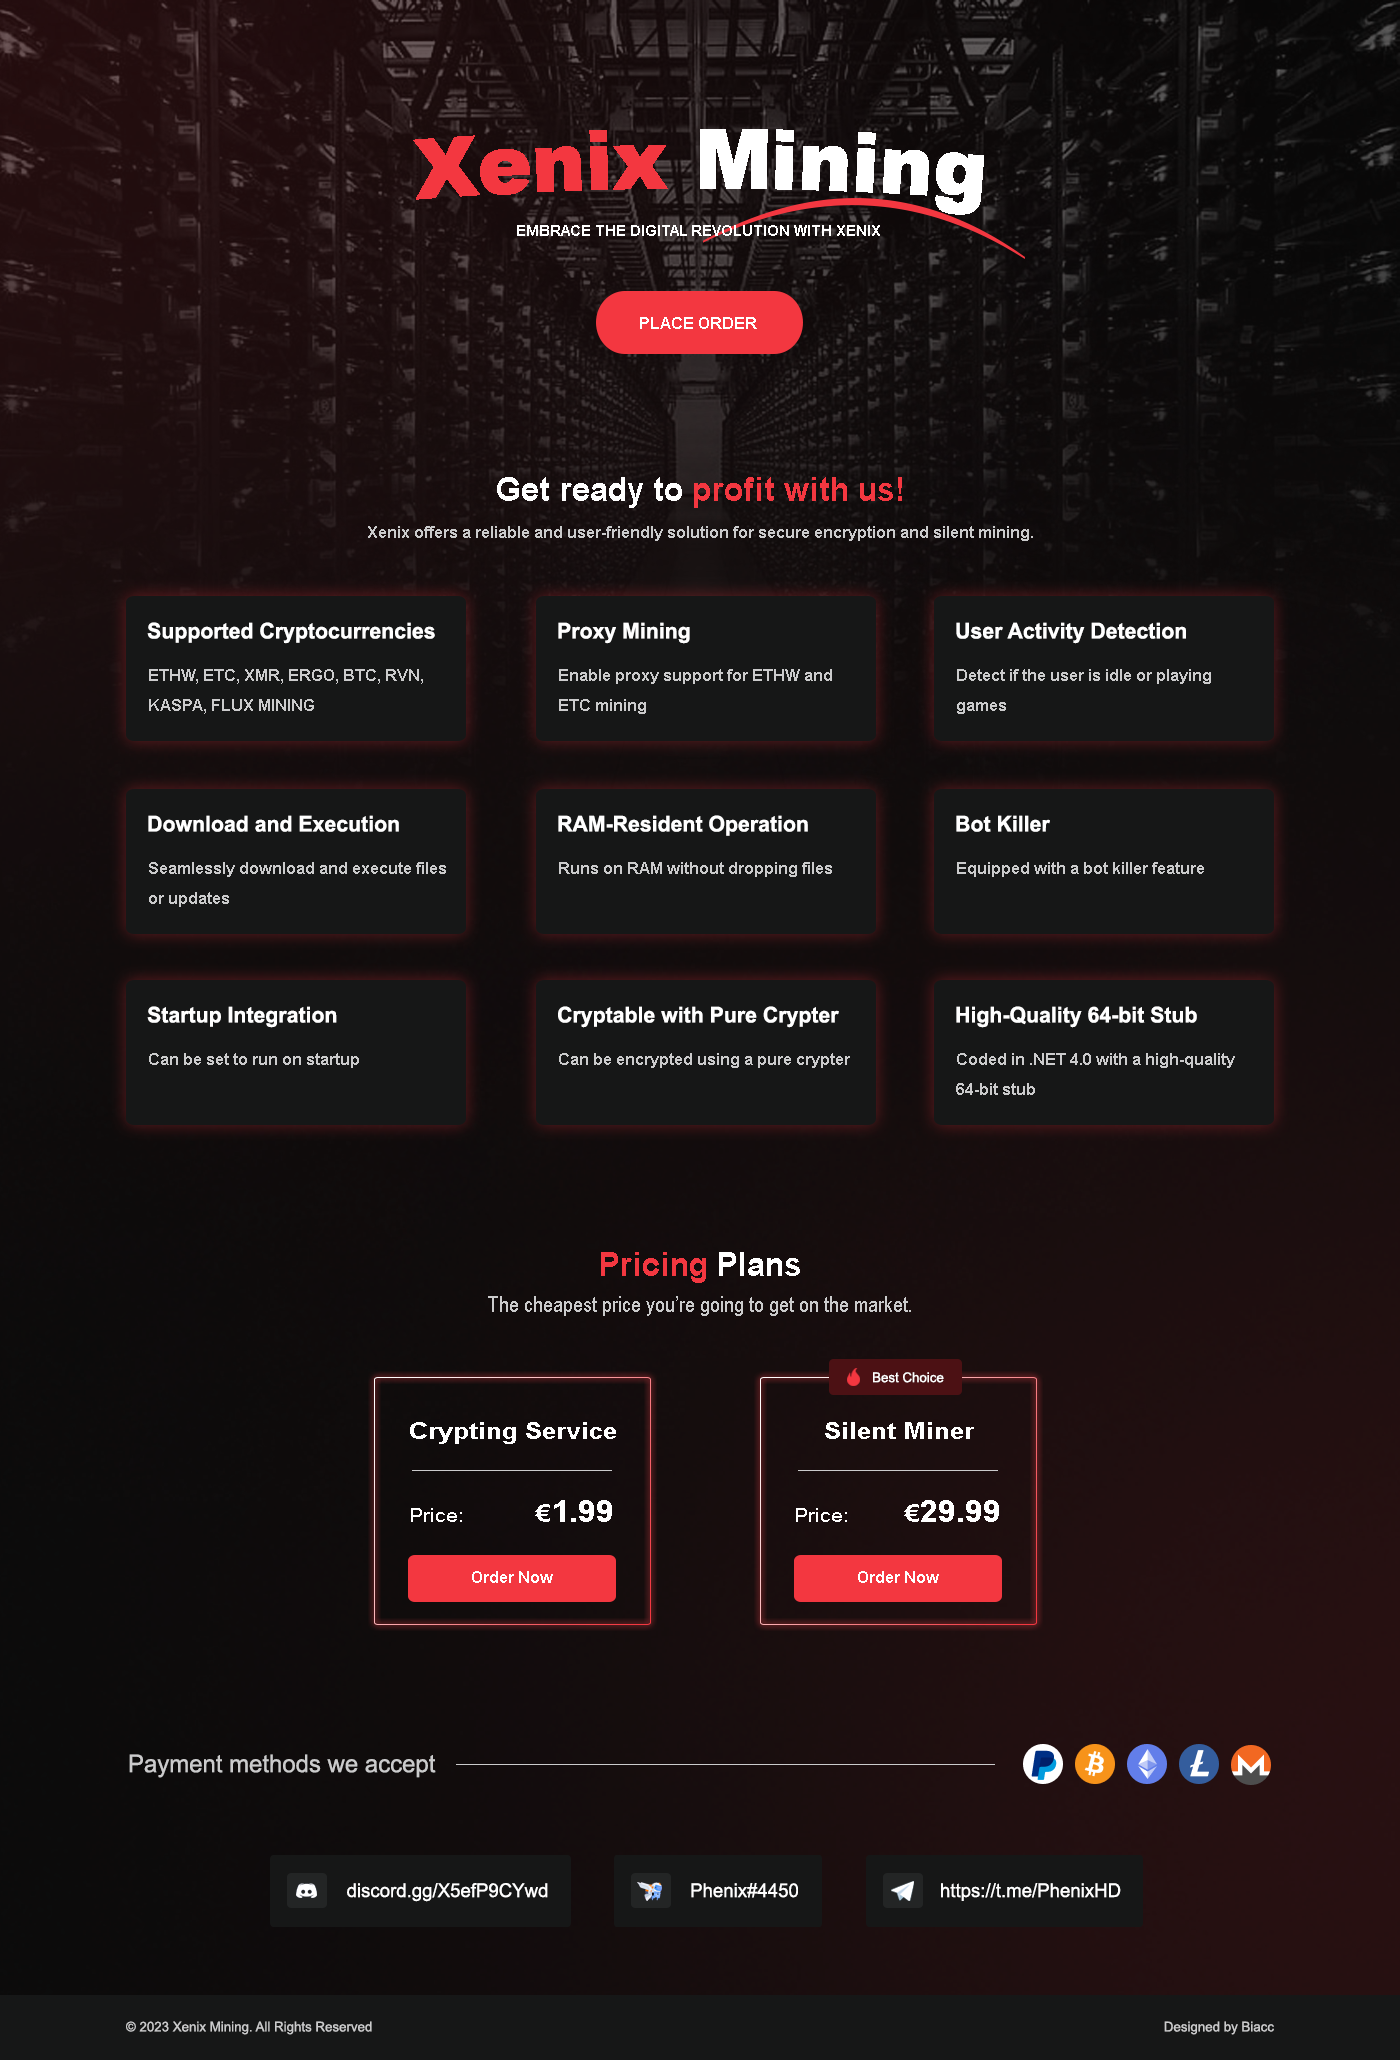 Xenix Mining
EMBRACE THE DIGITAL REVOLUTION WITH XENIX
PLACE ORDER
Get ready to profit with us!
Xenix offers a reliable and user-friendly solution for secure encryption and silent mining.
Supported Cryptocurrencies
ETHW, ETC, XMR, ERGO, BTC, RVN,
KASPA, FLUX MINING
Proxy Mining
Enable proxy support for ETHW and
ETC mining
User Activity Detection
Detect if the user is idle or playing
games
Download and Execution
Seamlessly download and execute files
or updates
RAM-Resident Operation
Runs on RAM without dropping files
Bot Killer
Equipped with a bot killer feature
Startup Integration
Can be set to run on startup
Cryptable with Pure Crypter
Can be encrypted using a pure crypter
High-Quality 64-bit Stub
Coded in .NET 4.0 with a high-quality
64-bit stub
Pricing Plans
The cheapest price you’re going to get on the market.
Crypting Service
Price: €1.99
Order Now
Best Choice
Silent Miner
Price: €29.99
Order Now
Payment methods we accept
discord.gg/X5efP9CYwd
Phenix#4450
https://t.me/PhenixHD
© 2023 Xenix Mining. All Rights Reserved
Designed by Biacc